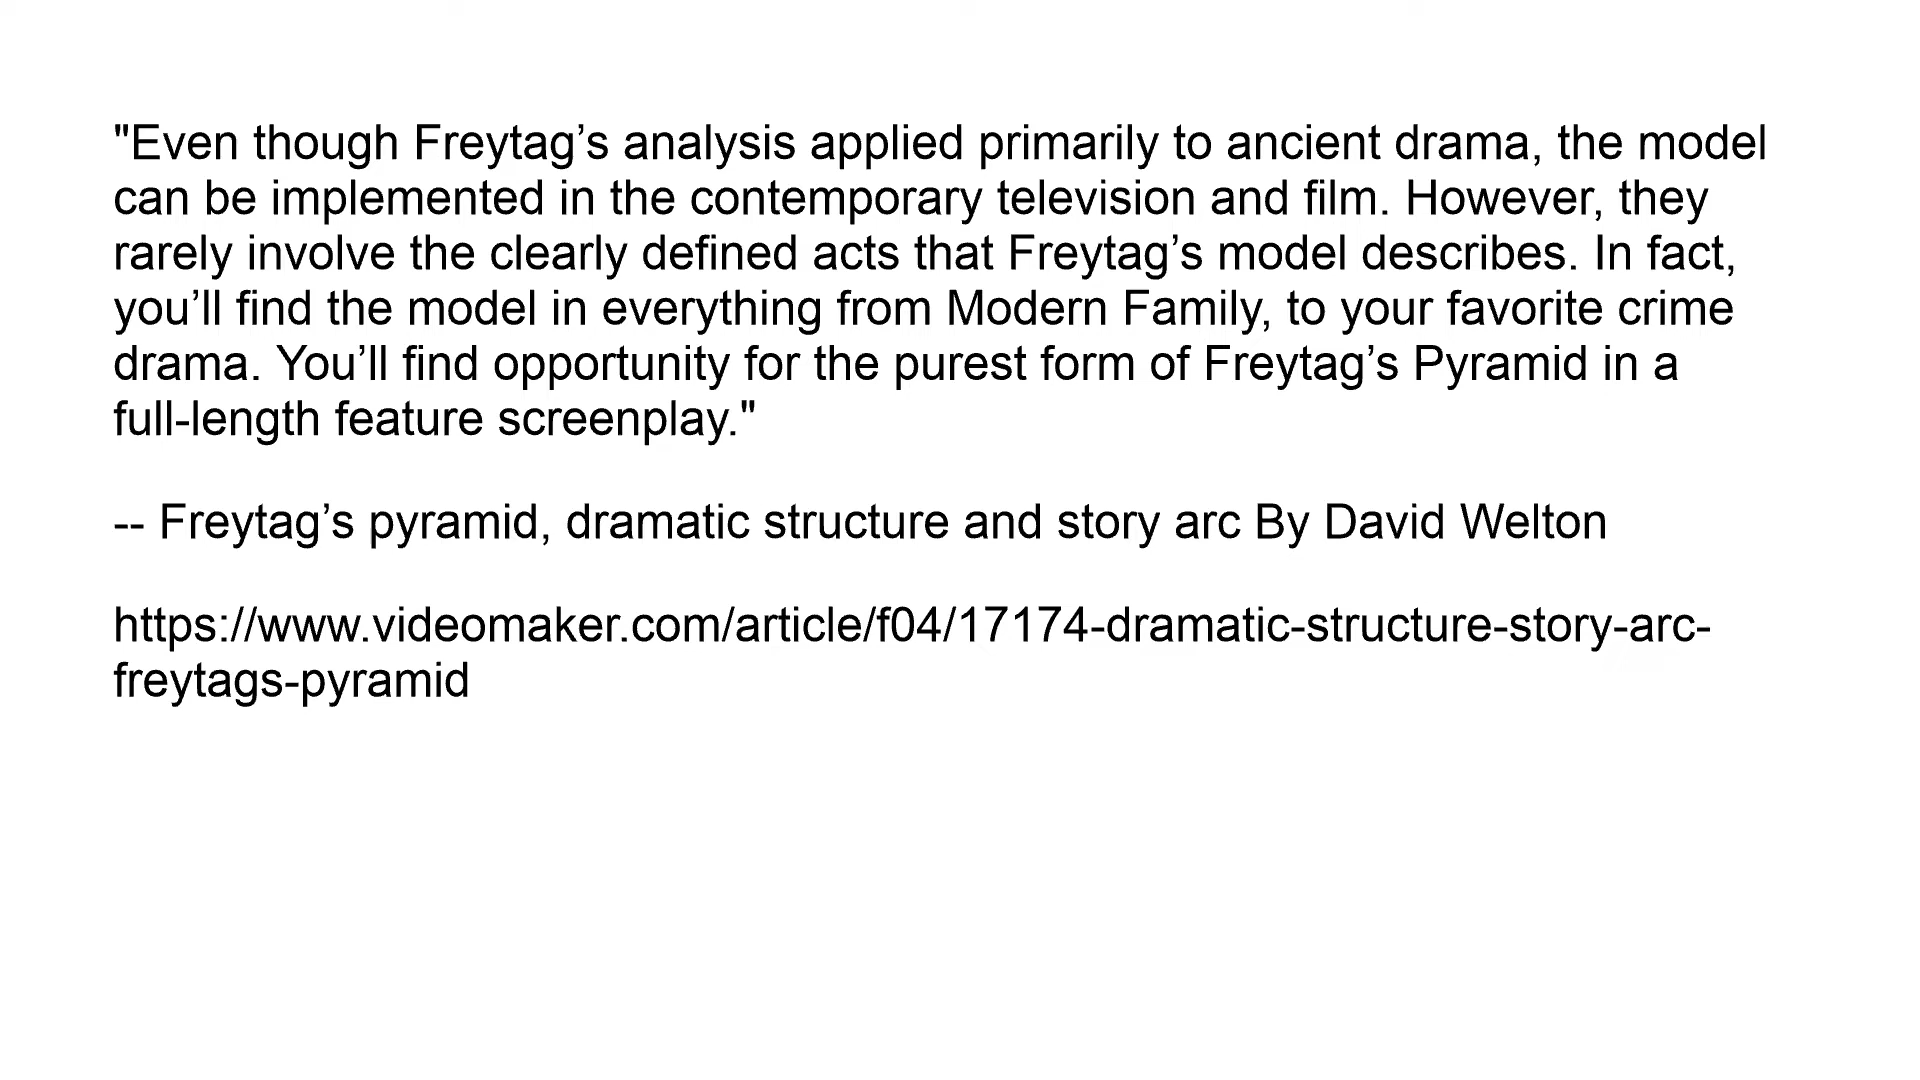 "Even though Freytag’s analysis applied primarily to ancient drama, the model
can be implemented in the contemporary television and film. However, they
rarely involve the clearly defined acts that Freytag’s model describes. In fact,
you’ll find the model in everything from Modern Family, to your favorite crime
drama. You’ll find opportunity for the purest form of Freytag’s Pyramid in a
full-length feature screenplay."
-- Freytag’s pyramid, dramatic structure and story arc By David Welton
https://www.videomaker.com/article/f04/17174-dramatic-structure-story-arc-
freytags-pyramid